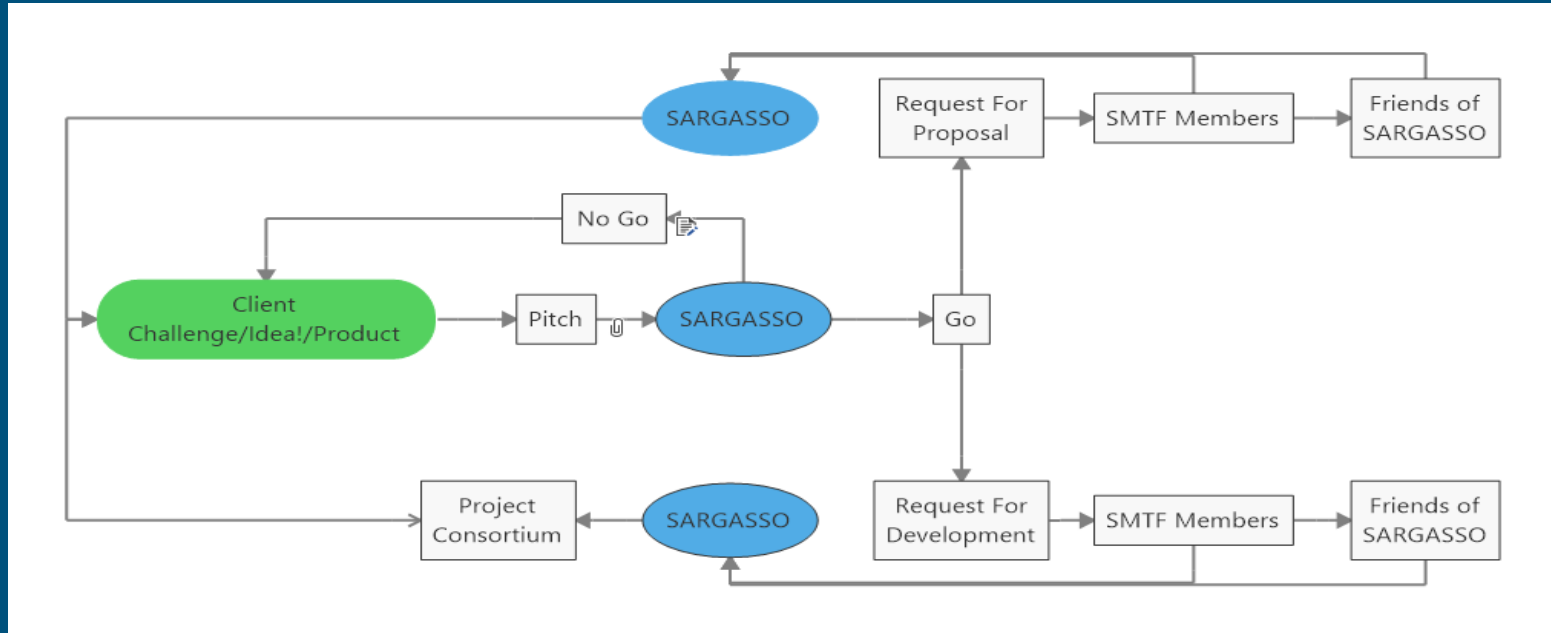 SARGASSO
Request For
Proposal
SMTF Members
Friends of
SARGASSO
No Go
Client
Challenge/Idea!/Product
Pitch
SARGASSO
Go
Project
Consortium
SARGASSO
Request For
Development
SMTF Members
Friends of
SARGASSO